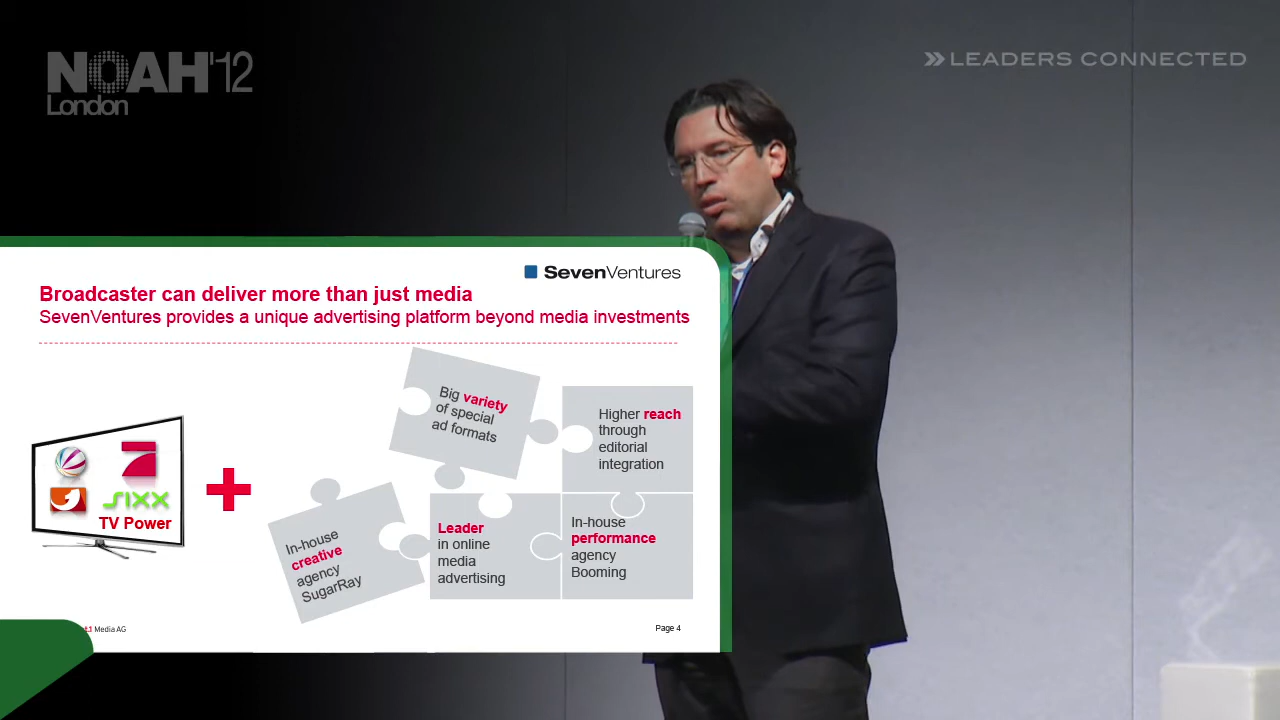 NOAH'12
London
LEADERS CONNECTED
SevenVentures
Broadcaster can deliver more than just media
SevenVentures provides a unique advertising platform beyond media investments
Big variety
of special
ad formats
Higher reach
through
editorial
integration
sixx
TV Power
In-house
creative
agency
SugarRay
Leader
in online
media
advertising
In-house
performance
agency
Booming
Media AG
Page 4